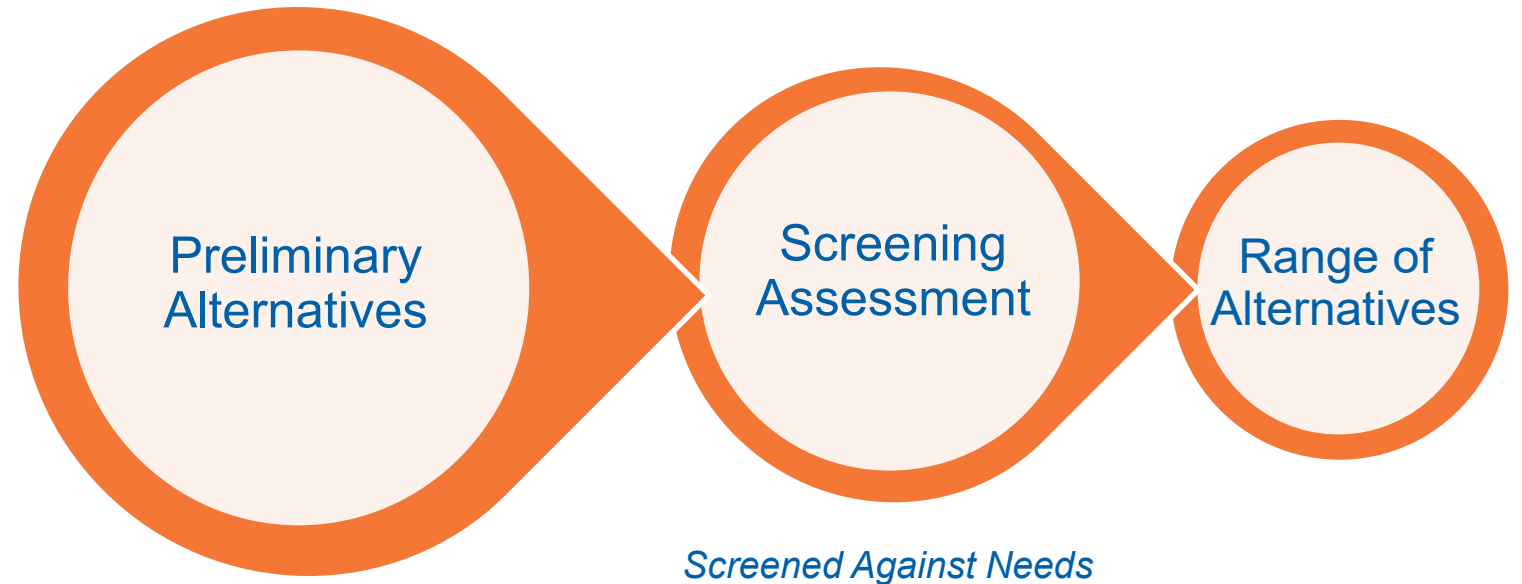 Preliminary
Alternatives
Screening
Assessment
Range of
Alternatives
Screened Against Needs